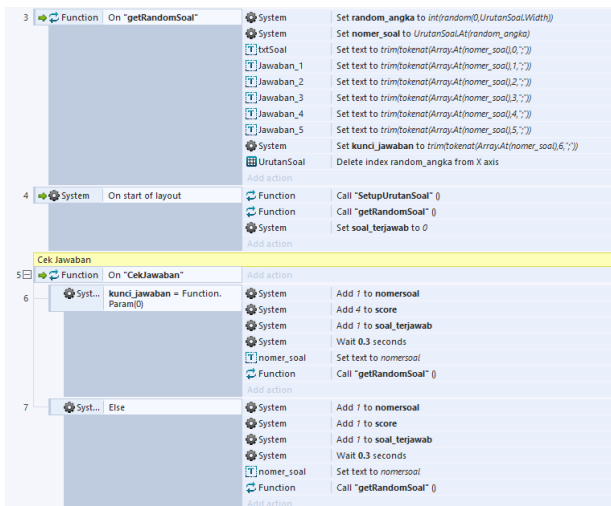 3 Function On "getRandomSoal" System Set random_angka to int(random(0,UrutanSoal.Width))
System Set nomer_soal to UrutanSoal.At(random_angka)
T txtSoal Set text to trim(tokenat(Array.At(nomer_soal),0,";"))
T Jawaban_1 Set text to trim(tokenat(Array.At(nomer_soal),1,";"))
T Jawaban_2 Set text to trim(tokenat(Array.At(nomer_soal),2,";"))
T Jawaban_3 Set text to trim(tokenat(Array.At(nomer_soal),3,";"))
T Jawaban_4 Set text to trim(tokenat(Array.At(nomer_soal),4,";"))
T Jawaban_5 Set text to trim(tokenat(Array.At(nomer_soal),5,";"))
System Set kunci_jawaban to trim(tokenat(Array.At(nomer_soal),6,";"))
UrutanSoal Delete index random_angka from X axis
Add action
4 System On start of layout Function Call "SetupUrutanSoal" ()
Function Call "getRandomSoal" ()
System Set soal_terjawab to 0
Add action
Cek Jawaban
5 Function On "CekJawaban" Add action
6 Syst... kunci_jawaban = Function. System Add 1 to nomersoal
Param(0) System Add 4 to score
System Add 1 to soal_terjawab
System Wait 0.3 seconds
T nomer_soal Set text to nomersoal
Function Call "getRandomSoal" ()
Add action
7 Syst... Else System Add 1 to nomersoal
System Add 1 to score
System Add 1 to soal_terjawab
System Wait 0.3 seconds
T nomer_soal Set text to nomersoal
Function Call "getRandomSoal" ()
Add action